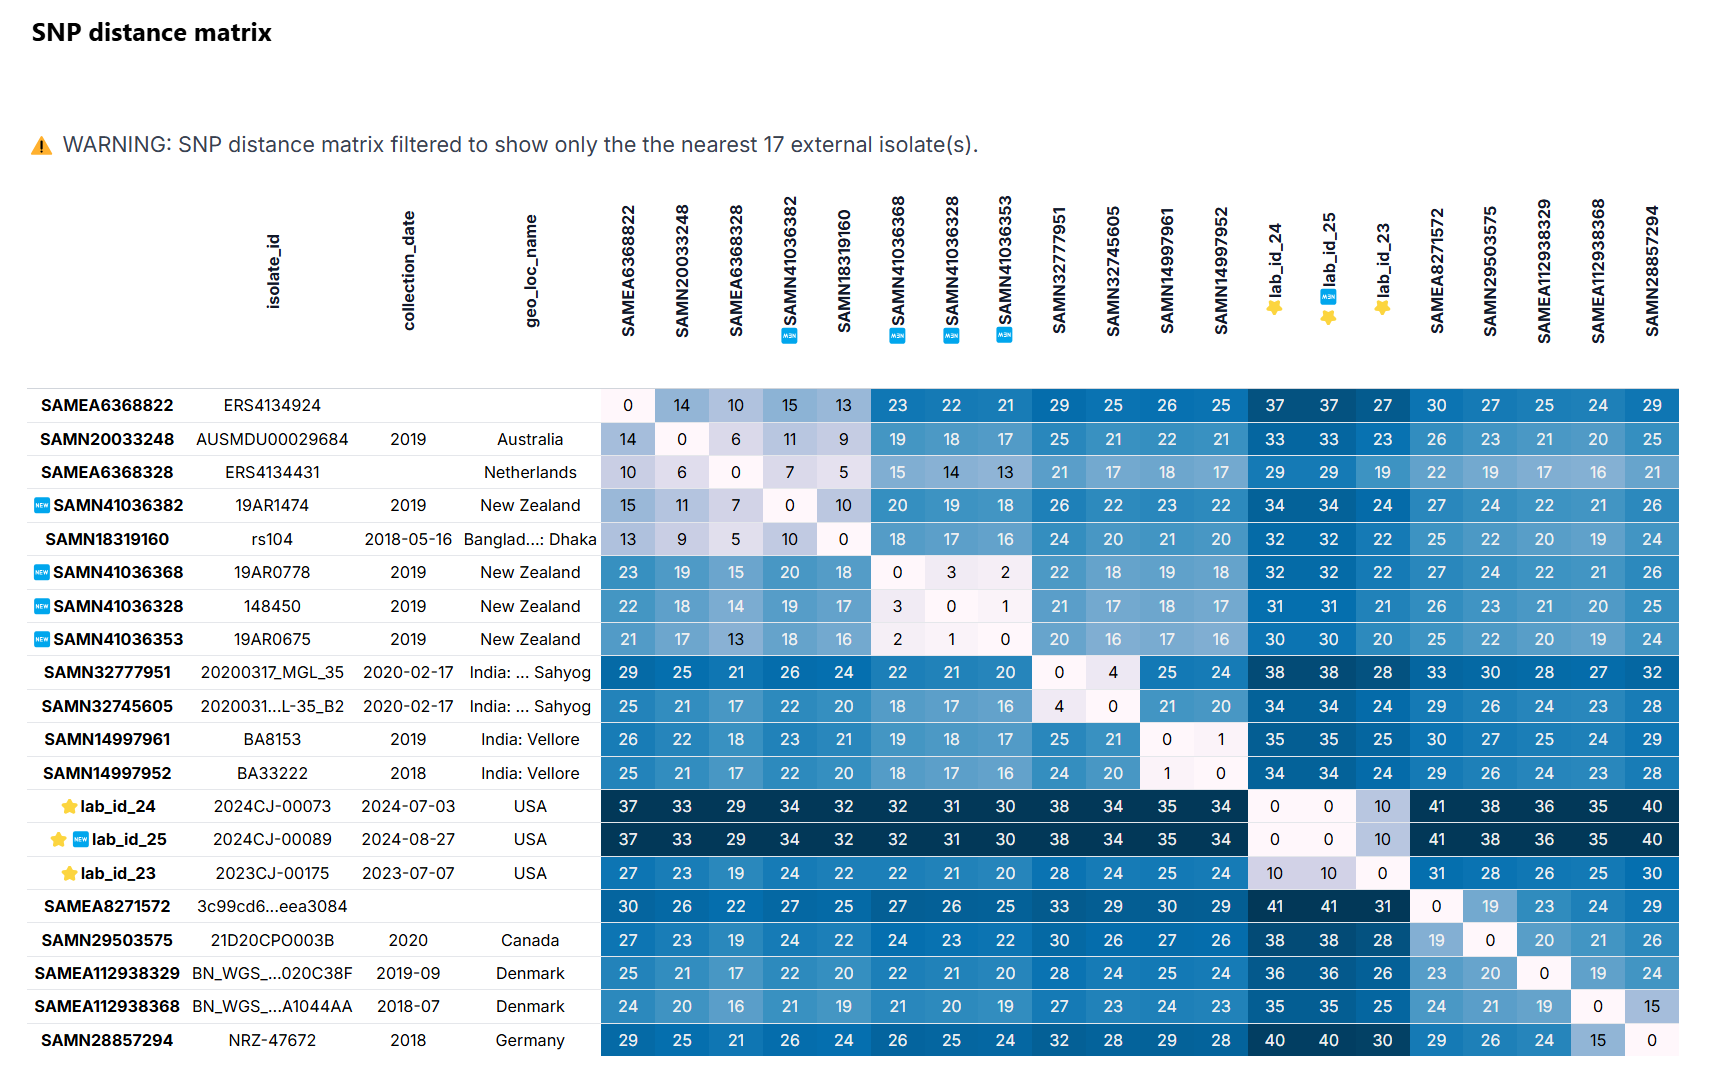 SNP distance matrix
⚠ WARNING: SNP distance matrix filtered to show only the the nearest 17 external isolate(s).
isolate_id collection_date geo_loc_name SAMEA6368822 SAMN20033248 SAMEA6368328 NEW SAMN41036382 SAMN18319160 NEW SAMN41036368 NEW SAMN41036328 NEW SAMN41036353 SAMN32777951 SAMN32745605 SAMN14997961 SAMN14997952 lab_id_24 NEW lab_id_25 lab_id_23 SAMEA8271572 SAMN29503575 SAMEA112938329 SAMEA112938368 SAMN28857294
SAMEA6368822 ERS4134924 0 14 10 15 13 23 22 21 29 25 26 25 37 37 27 30 27 25 24 29
SAMN20033248 AUSMDU00029684 2019 Australia 14 0 6 11 9 19 18 17 25 21 22 21 33 33 23 26 23 21 20 25
SAMEA6368328 ERS4134431 Netherlands 10 6 0 7 5 15 14 13 21 17 18 17 29 29 19 22 19 17 16 21
NEW SAMN41036382 19AR1474 2019 New Zealand 15 11 7 0 10 20 19 18 26 22 23 22 34 34 24 27 24 22 21 26
SAMN18319160 rs104 2018-05-16 Banglad...: Dhaka 13 9 5 10 0 18 17 16 24 20 21 20 32 32 22 25 22 20 19 24
NEW SAMN41036368 19AR0778 2019 New Zealand 23 19 15 20 18 0 3 2 22 18 19 18 32 32 22 27 24 22 21 26
NEW SAMN41036328 148450 2019 New Zealand 22 18 14 19 17 3 0 1 21 17 18 17 31 31 21 26 23 21 20 25
NEW SAMN41036353 19AR0675 2019 New Zealand 21 17 13 18 16 2 1 0 20 16 17 16 30 30 20 25 22 20 19 24
SAMN32777951 20200317_MGL_35 2020-02-17 India: ... Sahyog 29 25 21 26 24 22 21 20 0 4 25 24 38 38 28 33 30 28 27 32
SAMN32745605 2020031...L-35_B2 2020-02-17 India: ... Sahyog 25 21 17 22 20 18 17 16 4 0 21 20 34 34 24 29 26 24 23 28
SAMN14997961 BA8153 2019 India: Vellore 26 22 18 23 21 19 18 17 25 21 0 1 35 35 25 30 27 25 24 29
SAMN14997952 BA33222 2018 India: Vellore 25 21 17 22 20 18 17 16 24 20 1 0 34 34 24 29 26 24 23 28
lab_id_24 2024CJ-00073 2024-07-03 USA 37 33 29 34 32 32 31 30 38 34 35 34 0 0 10 41 38 36 35 40
NEW lab_id_25 2024CJ-00089 2024-08-27 USA 37 33 29 34 32 32 31 30 38 34 35 34 0 0 10 41 38 36 35 40
lab_id_23 2023CJ-00175 2023-07-07 USA 27 23 19 24 22 22 21 20 28 24 25 24 10 10 0 31 28 26 25 30
SAMEA8271572 3c99cd6...eea3084 30 26 22 27 25 27 26 25 33 29 30 29 41 41 31 0 19 23 24 29
SAMN29503575 21D20CPO003B 2020 Canada 27 23 19 24 22 24 23 22 30 26 27 26 38 38 28 19 0 20 21 26
SAMEA112938329 BN_WGS_...020C38F 2019-09 Denmark 25 21 17 22 20 22 21 20 28 24 25 24 36 36 26 23 20 0 19 24
SAMEA112938368 BN_WGS_...A1044AA 2018-07 Denmark 24 20 16 21 19 21 20 19 27 23 24 23 35 35 25 24 21 19 0 15
SAMN28857294 NRZ-47672 2018 Germany 29 25 21 26 24 26 25 24 32 28 29 28 40 40 30 29 26 24 15 0